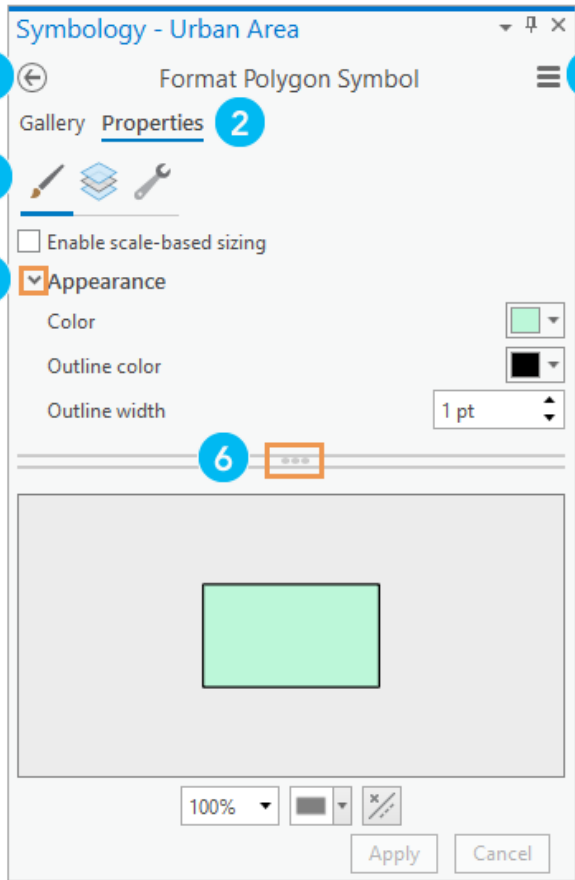 Symbology - Urban Area
Format Polygon Symbol
Gallery Properties 2
Enable scale-based sizing
Appearance
Color
Outline color
Outline width 1 pt
6
100%
Apply Cancel